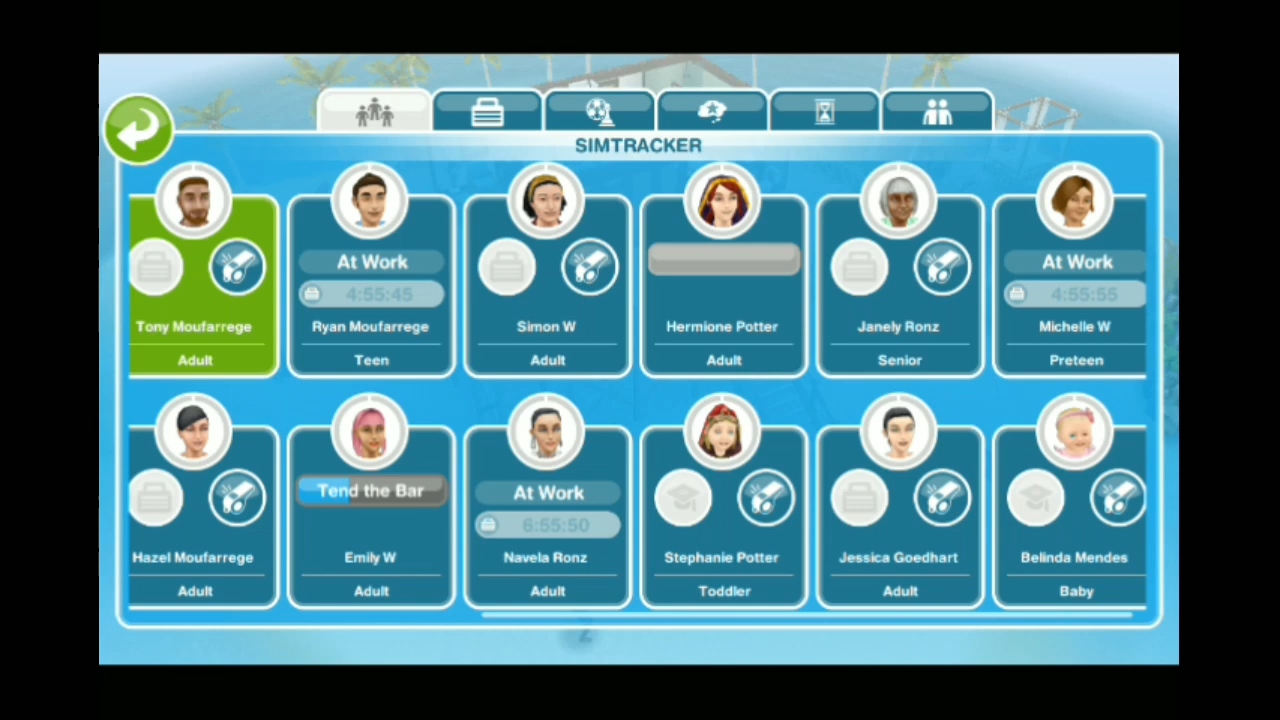 SIMTRACKER
Tony Moufarrege
Adult
At Work
4:55:45
Ryan Moufarrege
Teen
Simon W
Adult
Hermione Potter
Adult
Janely Ronz
Senior
At Work
4:55:55
Michelle W
Preteen
Hazel Moufarrege
Adult
Tend the Bar
Emily W
Adult
At Work
6:55:50
Navela Ronz
Adult
Stephanie Potter
Toddler
Jessica Goedhart
Adult
Belinda Mendes
Baby
Z